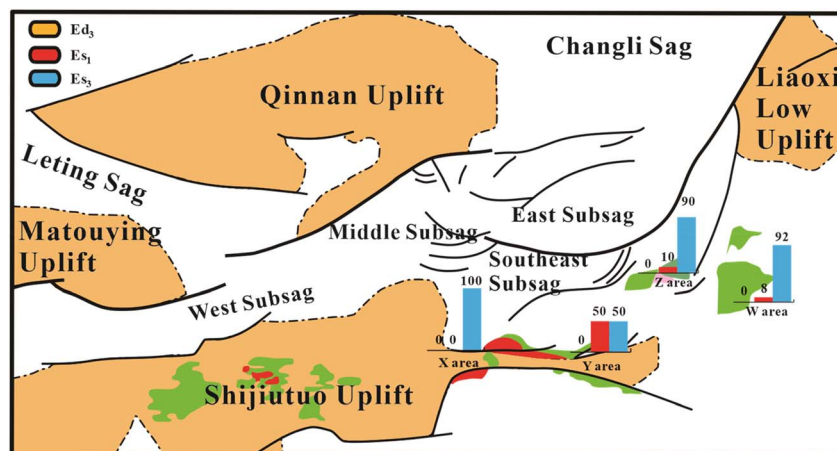 Ed3
Es1
Es3
Changli Sag
Qinnan Uplift
Liaoxi
Low
Uplift
Leting Sag
East Subsag
Middle Subsag
Matouying
Uplift
Southeast
Subsag
West Subsag
0 10 90
Z area
0 8 92
W area
0 0 100
X area
0 50 50
Y area
Shijiutuo Uplift